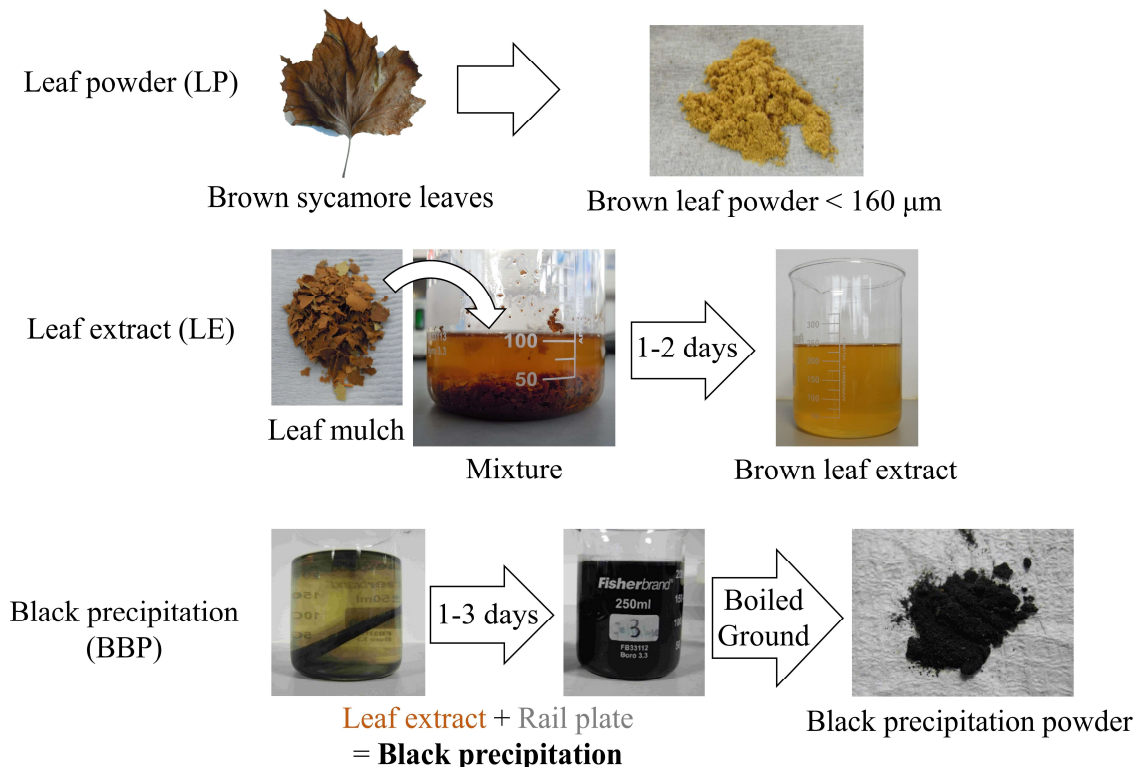 Leaf powder (LP)
Brown sycamore leaves
Brown leaf powder < 160 μm
Leaf extract (LE)
Leaf mulch
100
50
Mixture
1-2 days
Brown leaf extract
Black precipitation
(BBP)
1-3 days
Fisherbrand
250ml
3
FB33112
Boro 3.3
Boiled
Ground
Leaf extract + Rail plate
= Black precipitation
Black precipitation powder